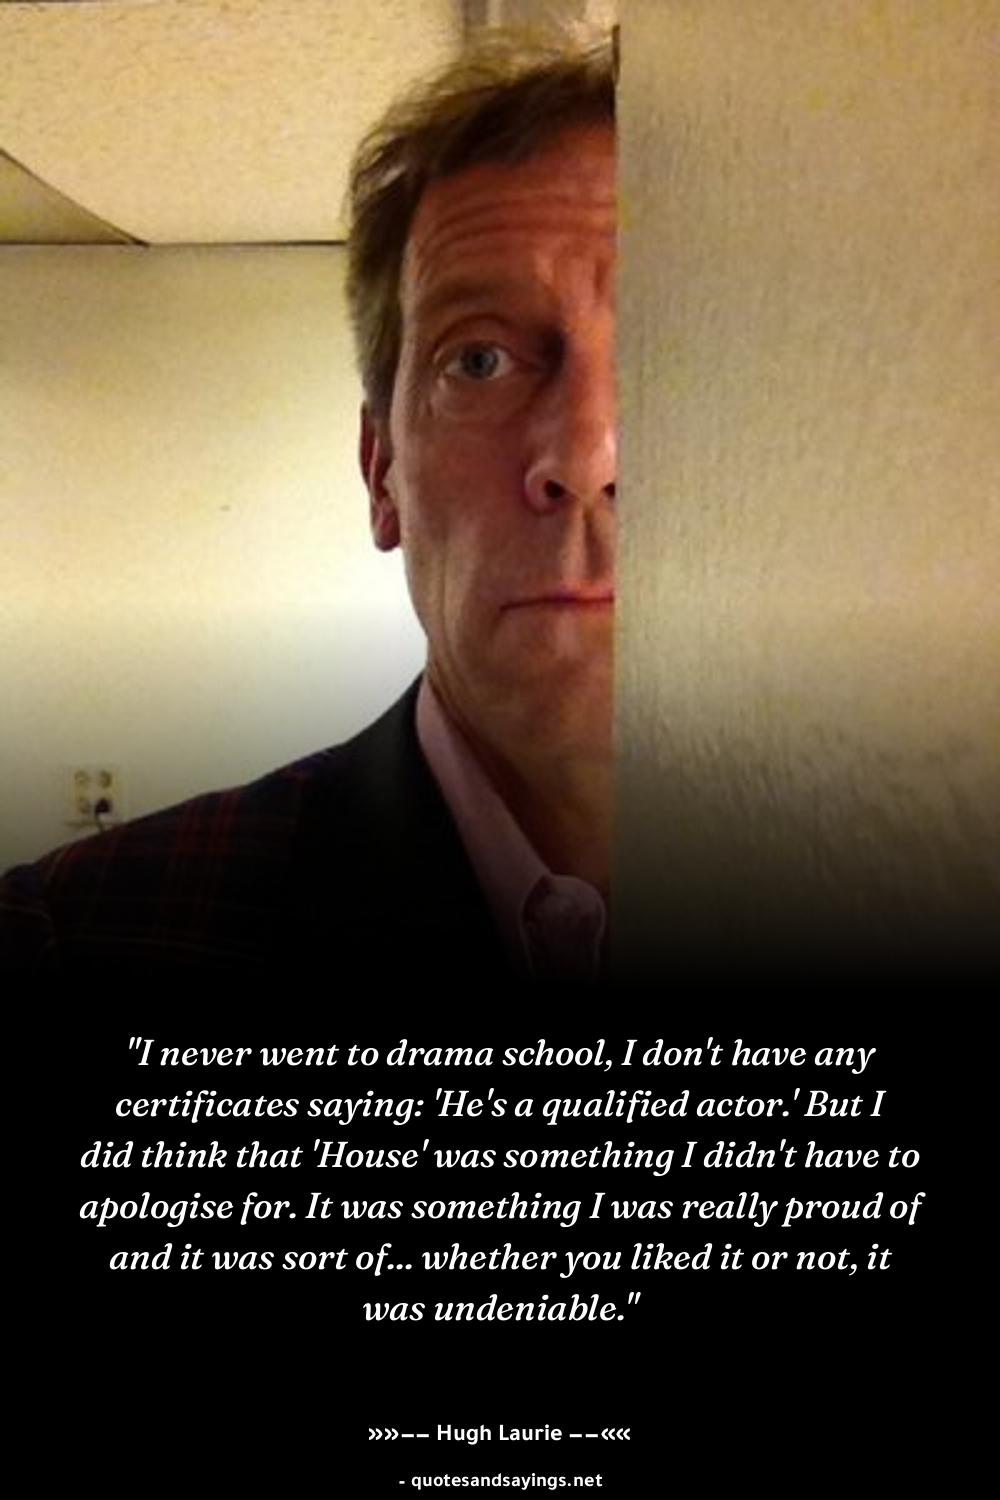 "I never went to drama school, I don't have any
certificates saying: 'He's a qualified actor.' But I
did think that 'House' was something I didn't have to
apologise for. It was something I was really proud of
and it was sort of... whether you liked it or not, it
was undeniable."
»»–– Hugh Laurie ––««
- quotesandsayings.net